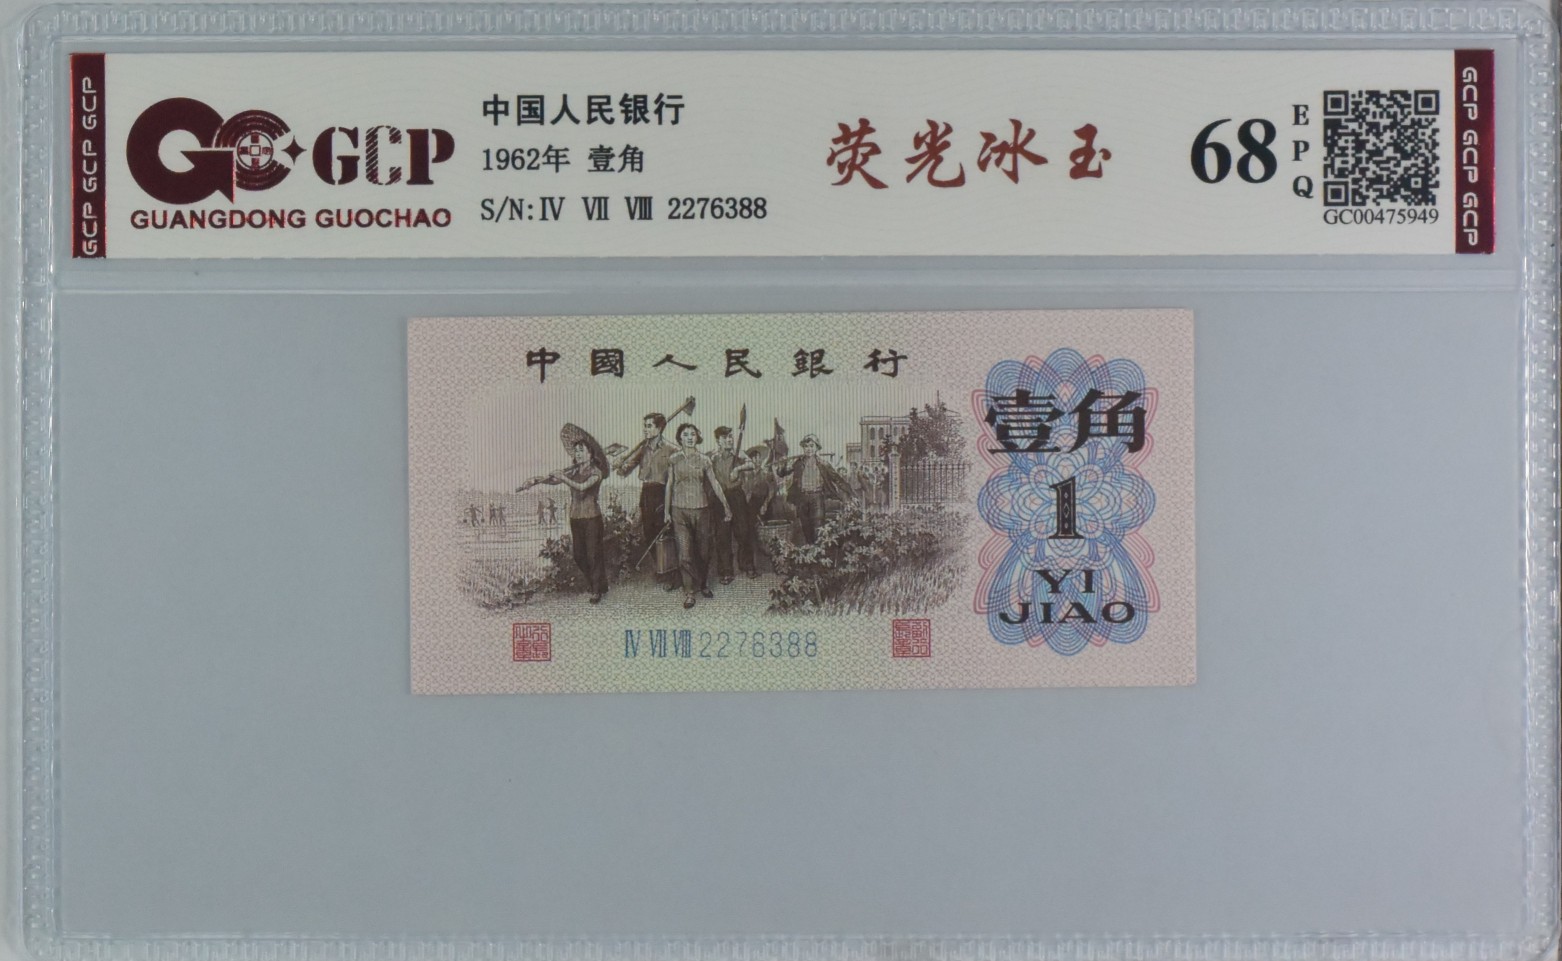 GCP GCP GCP
GCP
GUANGDONG GUOCHAO
中国人民银行
1962年 壹角
S/N:Ⅳ Ⅶ Ⅷ 2276388
荧光冰玉
68
EPQ
GC00475949
GCP GCP GCP
中國人民銀行
壹角
1
YI
JIAO
Ⅳ Ⅶ Ⅷ 2276388